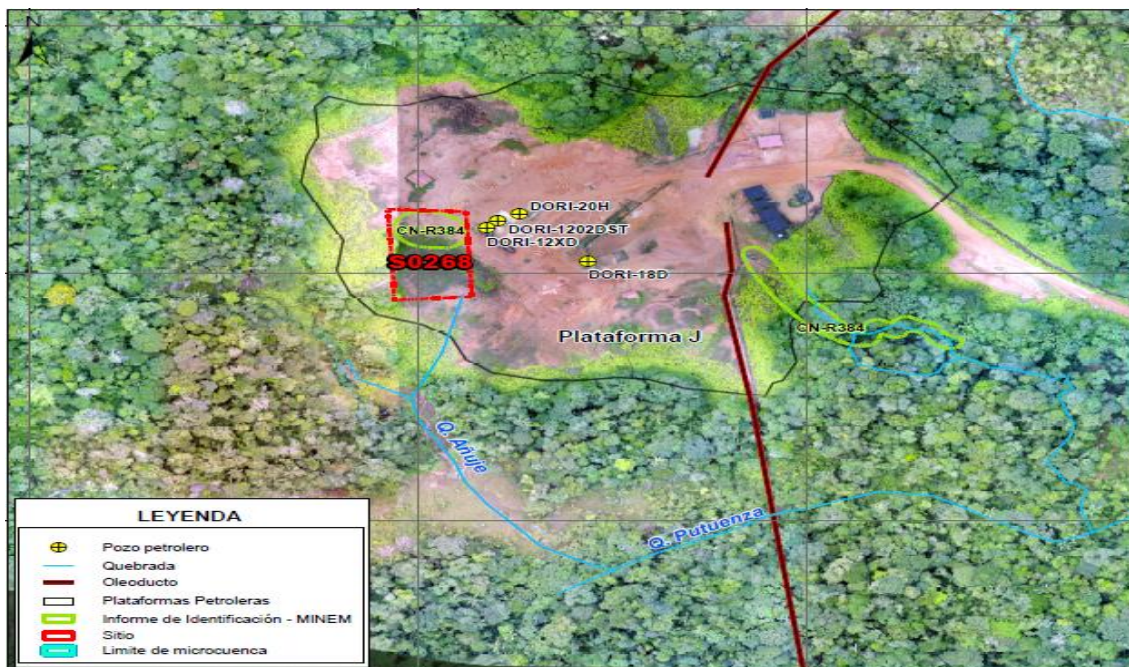 N
DORI-20H
CN-R384
DORI-1202DST
DORI-12XD
S0268
DORI-18D
CN-R384
Plataforma J
Q. Añuje
Q. Putuenza
LEYENDA
Pozo petrolero
Quebrada
Oleoducto
Plataformas Petroleras
Informe de Identificación - MINEM
Sitio
Limite de microcuenca